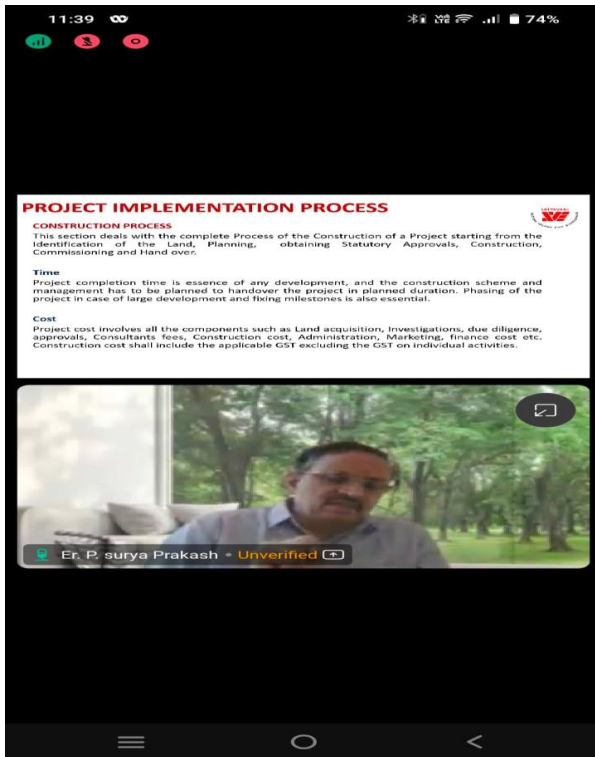 11:39
VoI) LTE 74%
PROJECT IMPLEMENTATION PROCESS
CONSTRUCTION PROCESS
This section deals with the complete Process of the Construction of a Project starting from the
Identification of the Land, Planning, obtaining Statutory Approvals, Construction,
Commissioning and Hand over.
Time
Project completion time is essence of any development, and the construction scheme and
management has to be planned to handover the project in planned duration. Phasing of the
project in case of large development and fixing milestones is also essential.
Cost
Project cost involves all the components such as Land acquisition, Investigations, due diligence,
approvals, Consultants fees, Construction cost, Administration, Marketing, finance cost etc.
Construction cost shall include the applicable GST excluding the GST on individual activities.
Er. P. surya Prakash • Unverified